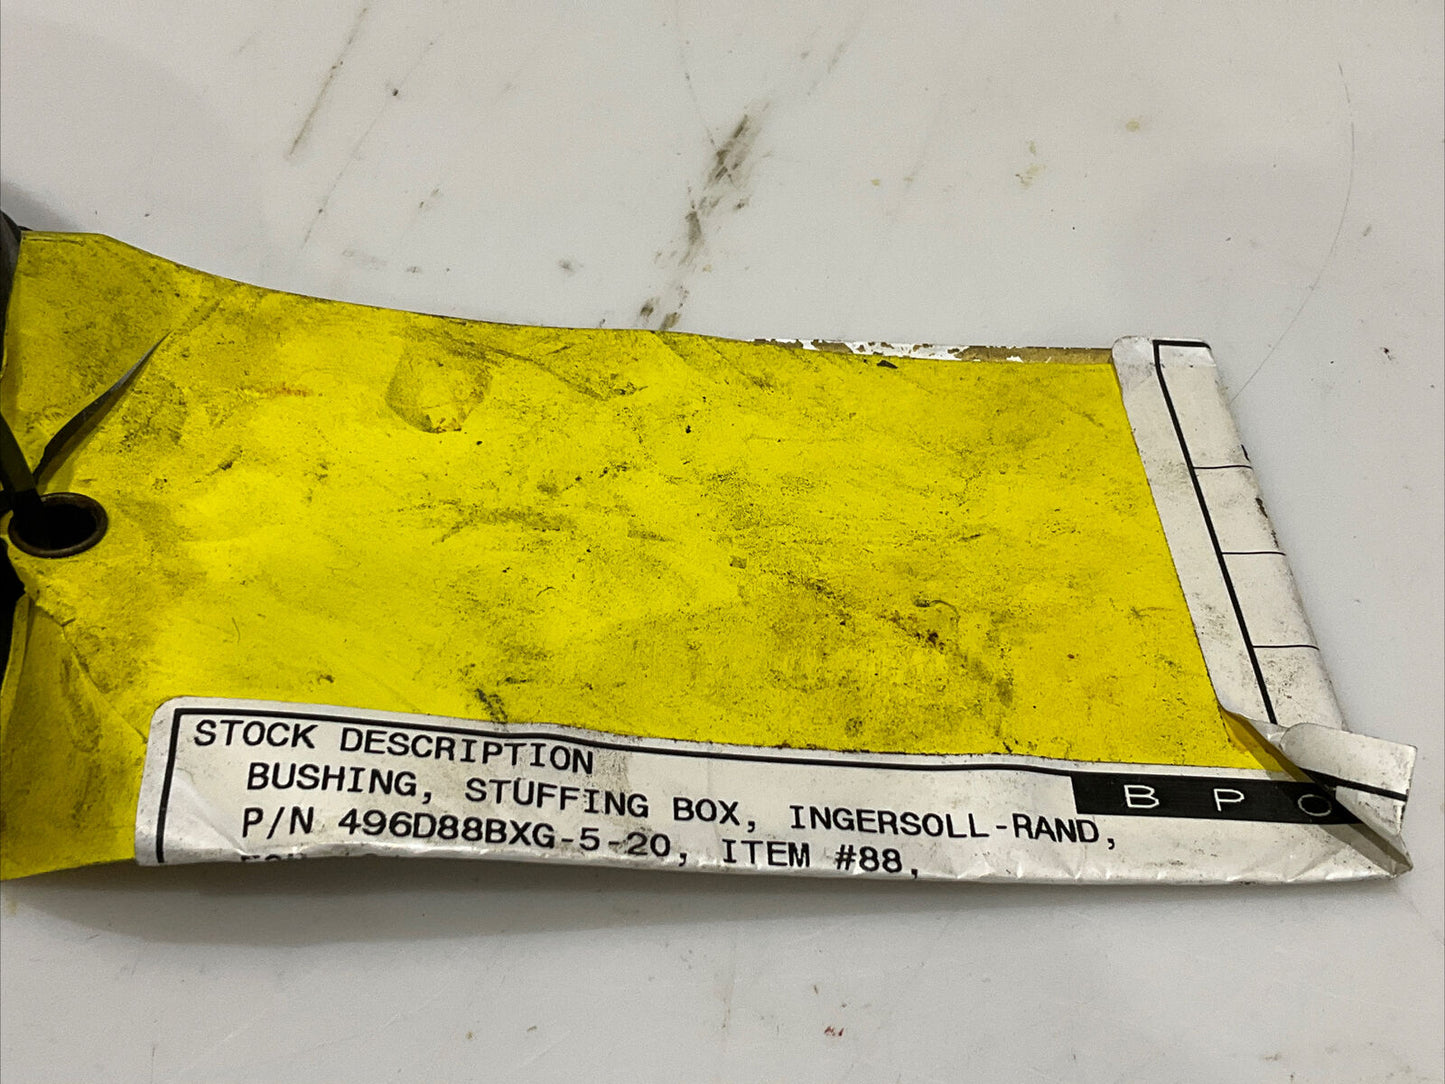 STOCK DESCRIPTION
BUSHING, STUFFING BOX, INGERSOLL-RAND,
B P O
P/N 496D88BXG-5-20, ITEM #88,